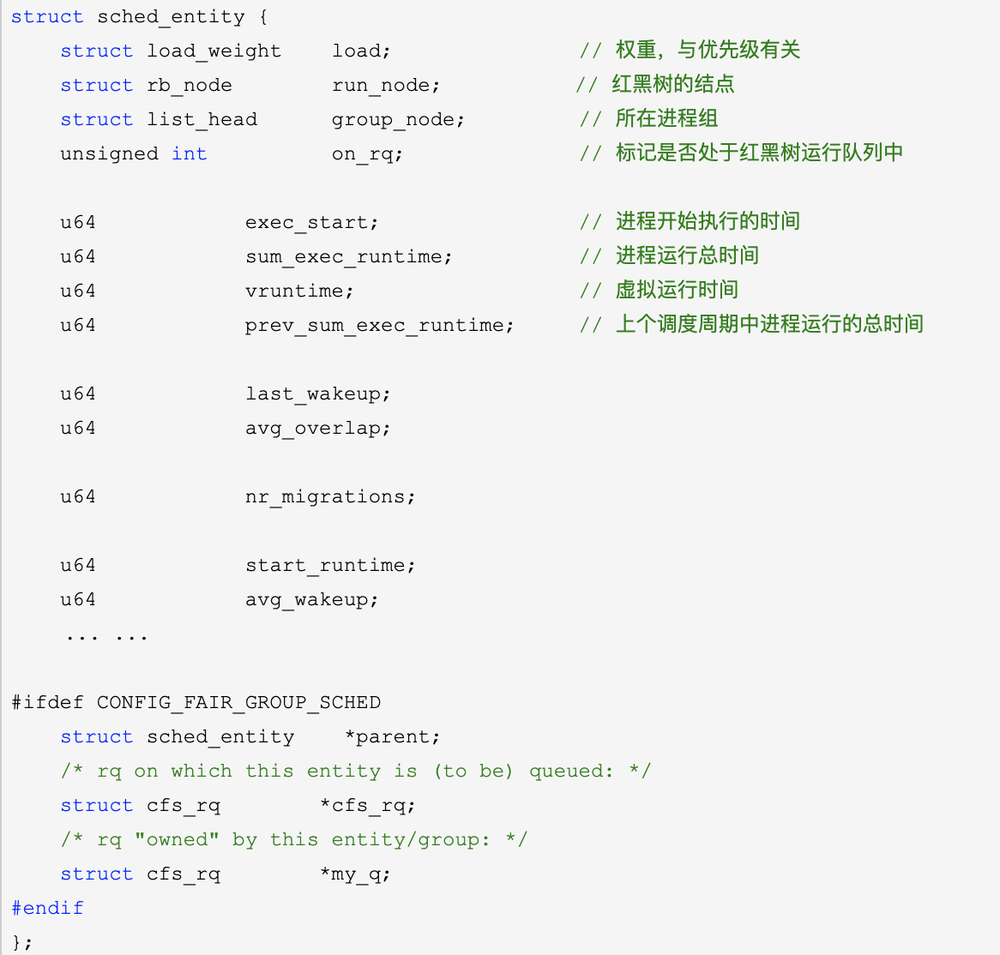 struct sched_entity {
    struct load_weight    load;               // 权重，与优先级有关
    struct rb_node        run_node;           // 红黑树的结点
    struct list_head      group_node;         // 所在进程组
    unsigned int          on_rq;              // 标记是否处于红黑树运行队列中
    u64            exec_start;                // 进程开始执行的时间
    u64            sum_exec_runtime;          // 进程运行总时间
    u64            vruntime;                  // 虚拟运行时间
    u64            prev_sum_exec_runtime;     // 上个调度周期中进程运行的总时间
    u64            last_wakeup;
    u64            avg_overlap;
    u64            nr_migrations;
    u64            start_runtime;
    u64            avg_wakeup;
    ... ...
#ifdef CONFIG_FAIR_GROUP_SCHED
    struct sched_entity    *parent;
    /* rq on which this entity is (to be) queued: */
    struct cfs_rq        *cfs_rq;
    /* rq "owned" by this entity/group: */
    struct cfs_rq        *my_q;
#endif
};